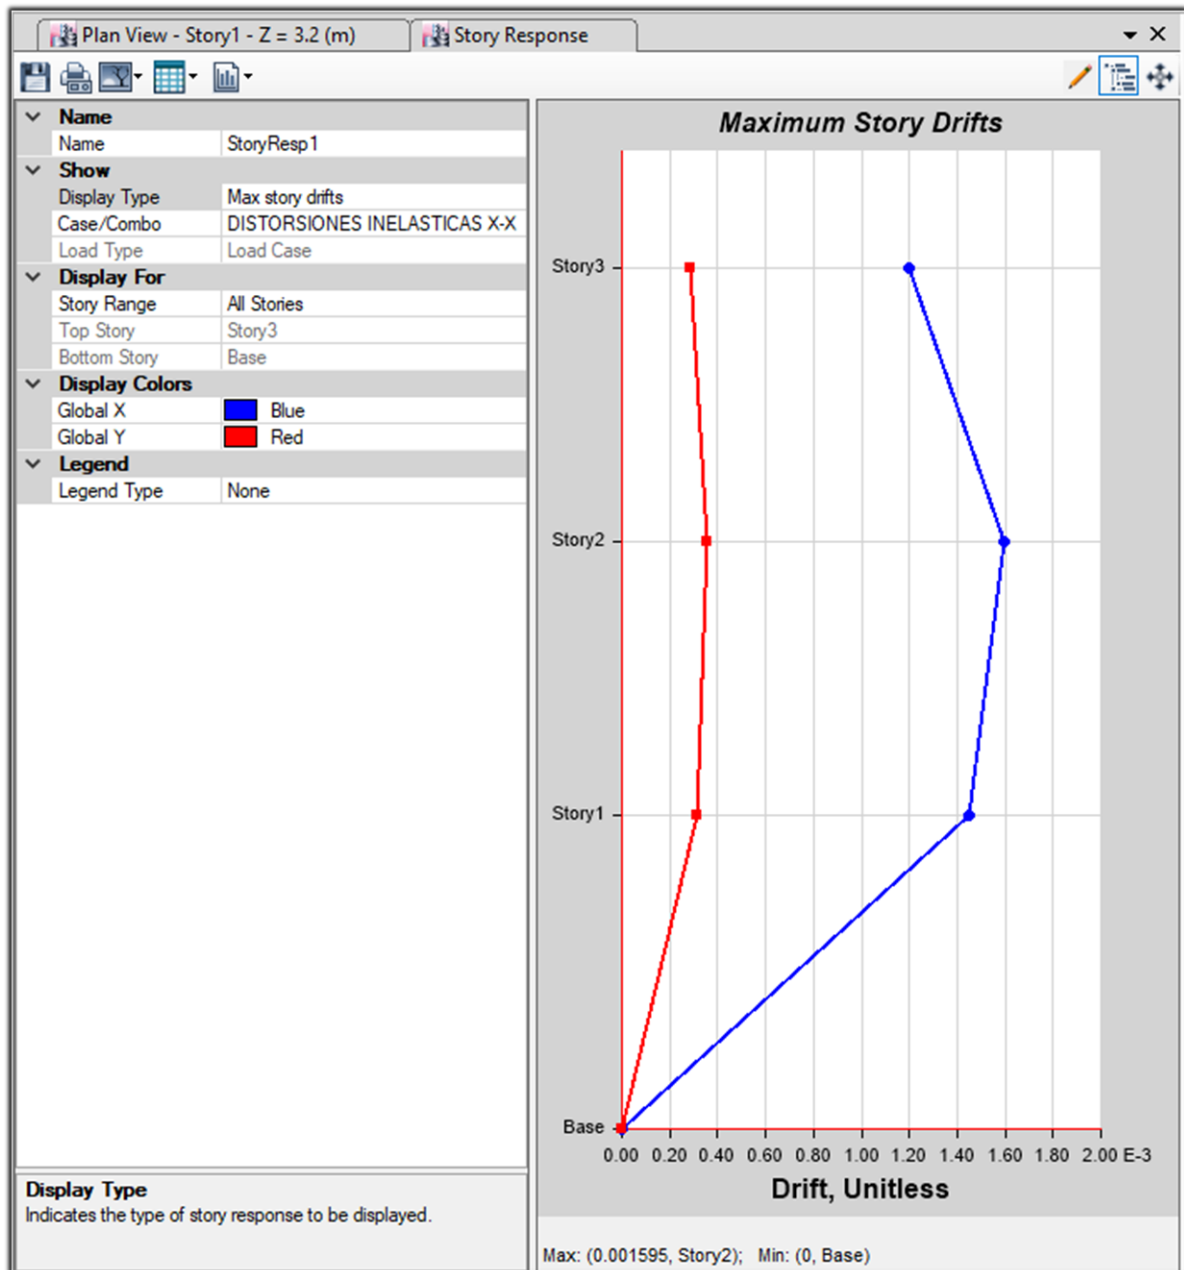 Plan View - Story1 - Z = 3.2 (m)
Story Response
Name
Name StoryResp1
Show
Display Type Max story drifts
Case/Combo DISTORSIONES INELASTICAS X-X
Load Type Load Case
Display For
Story Range All Stories
Top Story Story3
Bottom Story Base
Display Colors
Global X Blue
Global Y Red
Legend
Legend Type None
Display Type
Indicates the type of story response to be displayed.
Maximum Story Drifts
Story3
Story2
Story1
Base
0.00 0.20 0.40 0.60 0.80 1.00 1.20 1.40 1.60 1.80 2.00 E-3
Drift, Unitless
Max: (0.001595, Story2); Min: (0, Base)